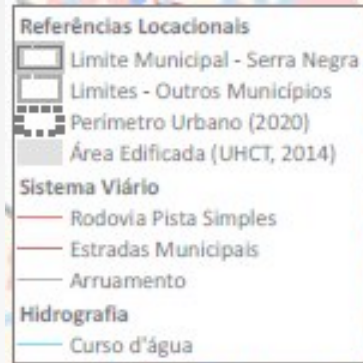 Referências Locacionais
Limite Municipal - Serra Negra
Limites - Outros Municípios
Perímetro Urbano (2020)
Área Edificada (UHCT, 2014)
Sistema Viário
Rodovia Pista Simples
Estradas Municipais
Arruamento
Hidrografia
Curso d'água